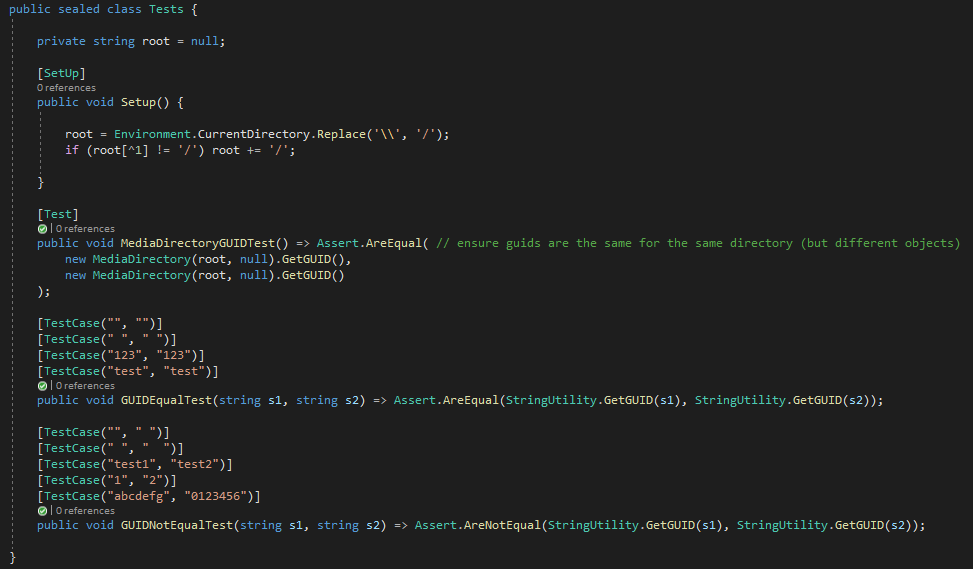 public sealed class Tests {
private string root = null;
[SetUp]
0 references
public void Setup() {
root = Environment.CurrentDirectory.Replace('\\', '/');
if (root[^1] != '/') root += '/';
}
[Test]
| 0 references
public void MediaDirectoryGUIDTest() => Assert.AreEqual( // ensure guids are the same for the same directory (but different objects)
new MediaDirectory(root, null).GetGUID(),
new MediaDirectory(root, null).GetGUID()
);
[TestCase("", "")]
[TestCase(" ", " ")]
[TestCase("123", "123")]
[TestCase("test", "test")]
| 0 references
public void GUIDEqualTest(string s1, string s2) => Assert.AreEqual(StringUtility.GetGUID(s1), StringUtility.GetGUID(s2));
[TestCase("", " ")]
[TestCase(" ", "  ")]
[TestCase("test1", "test2")]
[TestCase("1", "2")]
[TestCase("abcdefg", "0123456")]
| 0 references
public void GUIDNotEqualTest(string s1, string s2) => Assert.AreNotEqual(StringUtility.GetGUID(s1), StringUtility.GetGUID(s2));
}